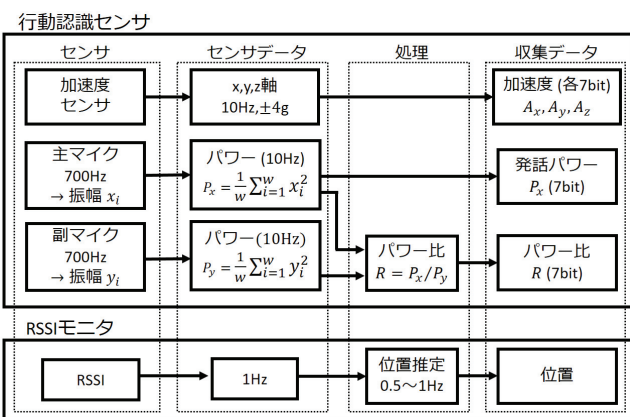 行動認識センサ
センサ
センサデータ
処理
収集データ
加速度
センサ
x,y,z軸
10Hz,±4g
加速度 (各7bit)
A_x, A_y, A_z
主マイク
700Hz
→ 振幅 x_i
パワー (10Hz)
P_x = 1/w ∑_{i=1}^{w} x_i^2
発話パワー
P_x (7bit)
副マイク
700Hz
→ 振幅 y_i
パワー(10Hz)
P_y = 1/w ∑_{i=1}^{w} y_i^2
パワー比
R = P_x/P_y
パワー比
R (7bit)
RSSIモニタ
RSSI
1Hz
位置推定
0.5～1Hz
位置